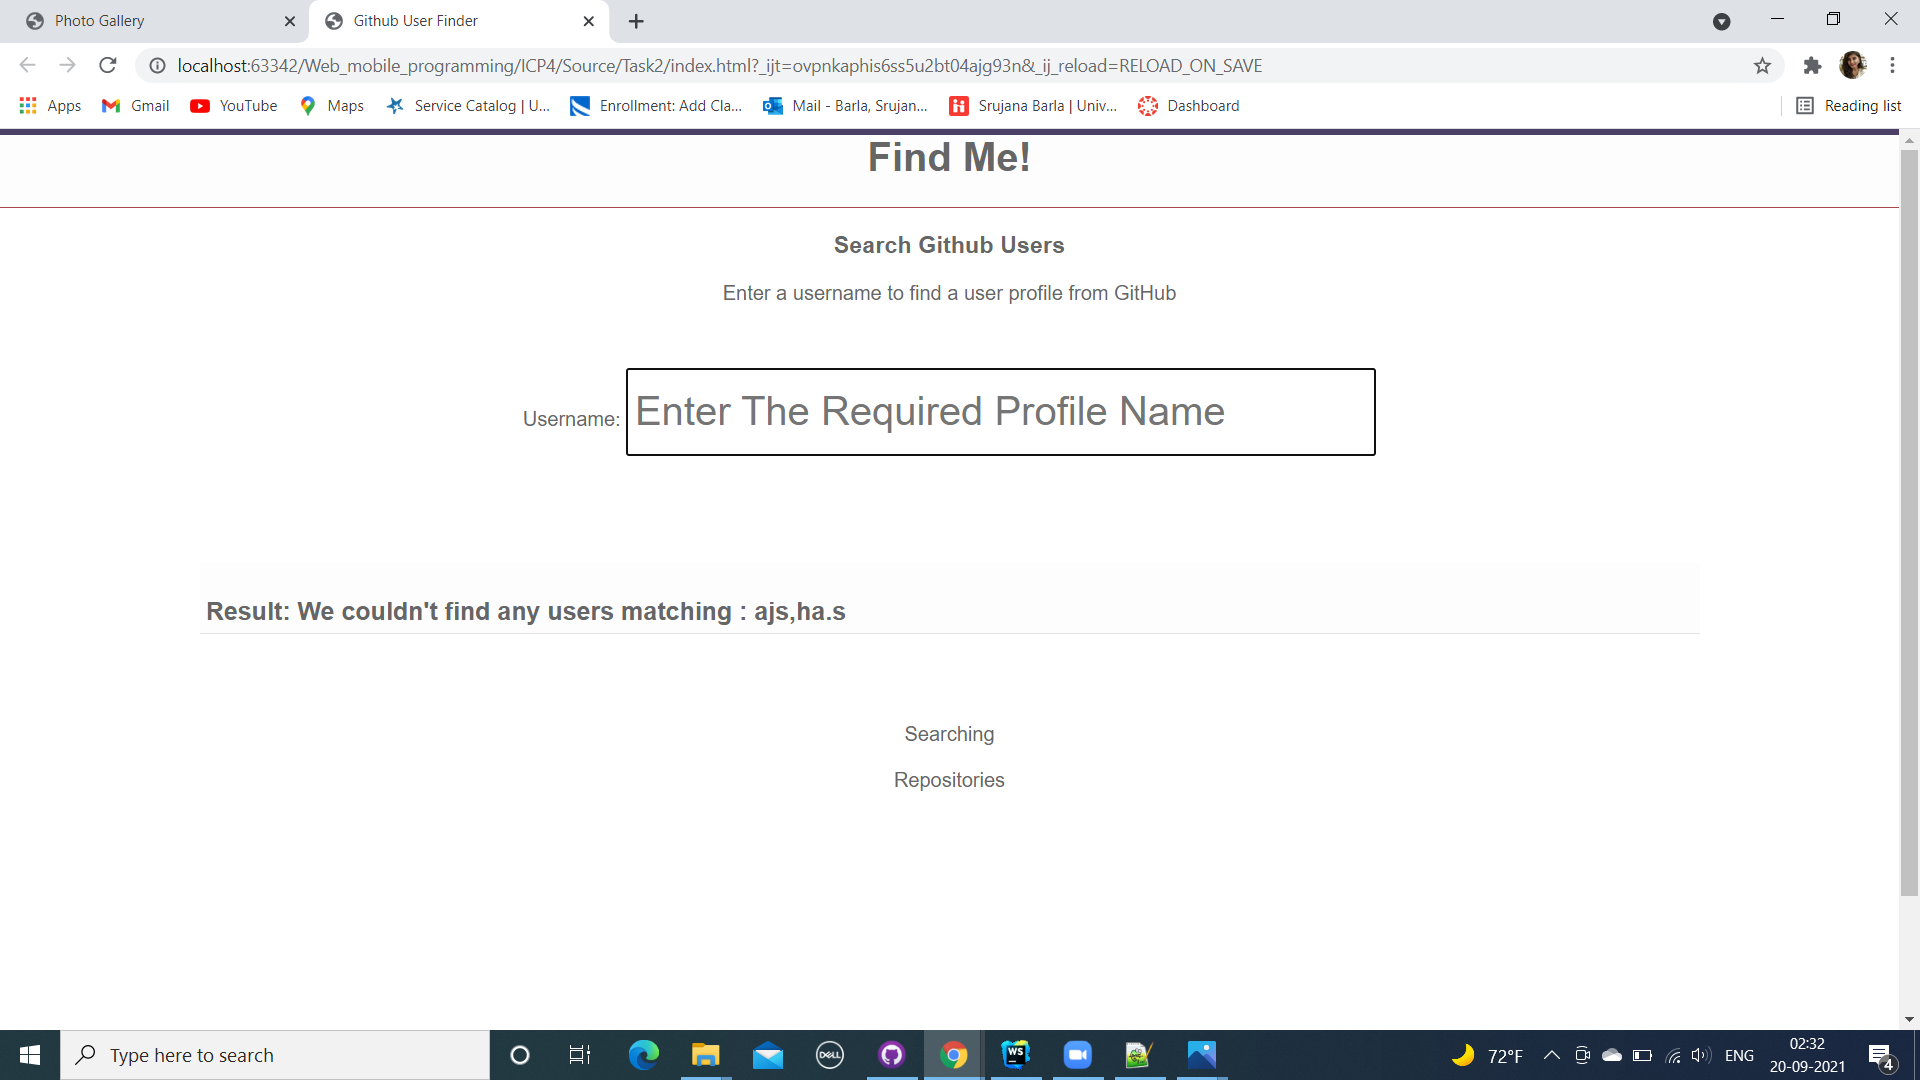 Photo Gallery
Github User Finder
localhost:63342/Web_mobile_programming/ICP4/Source/Task2/index.html?_ijt=ovpnkaphis6ss5u2bt04ajg93n&_ij_reload=RELOAD_ON_SAVE
Apps Gmail YouTube Maps Service Catalog | U... Enrollment: Add Cla... Mail - Barla, Srujan... Srujana Barla | Univ... Dashboard Reading list
Find Me!
Search Github Users
Enter a username to find a user profile from GitHub
Username: Enter The Required Profile Name
Result: We couldn't find any users matching : ajs,ha.s
Searching
Repositories
Type here to search
DELL
WS
72°F
ENG
02:32
20-09-2021
4